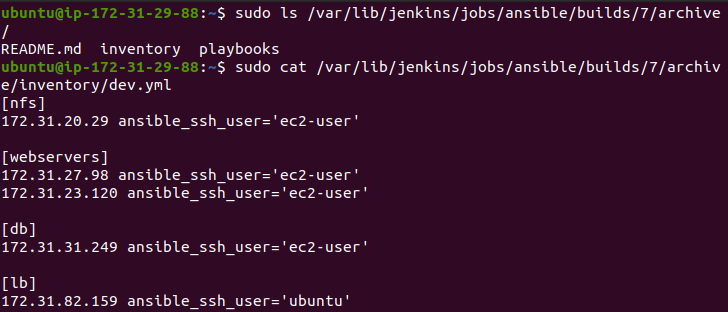 ubuntu@ip-172-31-29-88:~$ sudo ls /var/lib/jenkins/jobs/ansible/builds/7/archive
/
README.md  inventory  playbooks
ubuntu@ip-172-31-29-88:~$ sudo cat /var/lib/jenkins/jobs/ansible/builds/7/archiv
e/inventory/dev.yml
[nfs]
172.31.20.29 ansible_ssh_user='ec2-user'
[webservers]
172.31.27.98 ansible_ssh_user='ec2-user'
172.31.23.120 ansible_ssh_user='ec2-user'
[db]
172.31.31.249 ansible_ssh_user='ec2-user'
[lb]
172.31.82.159 ansible_ssh_user='ubuntu'